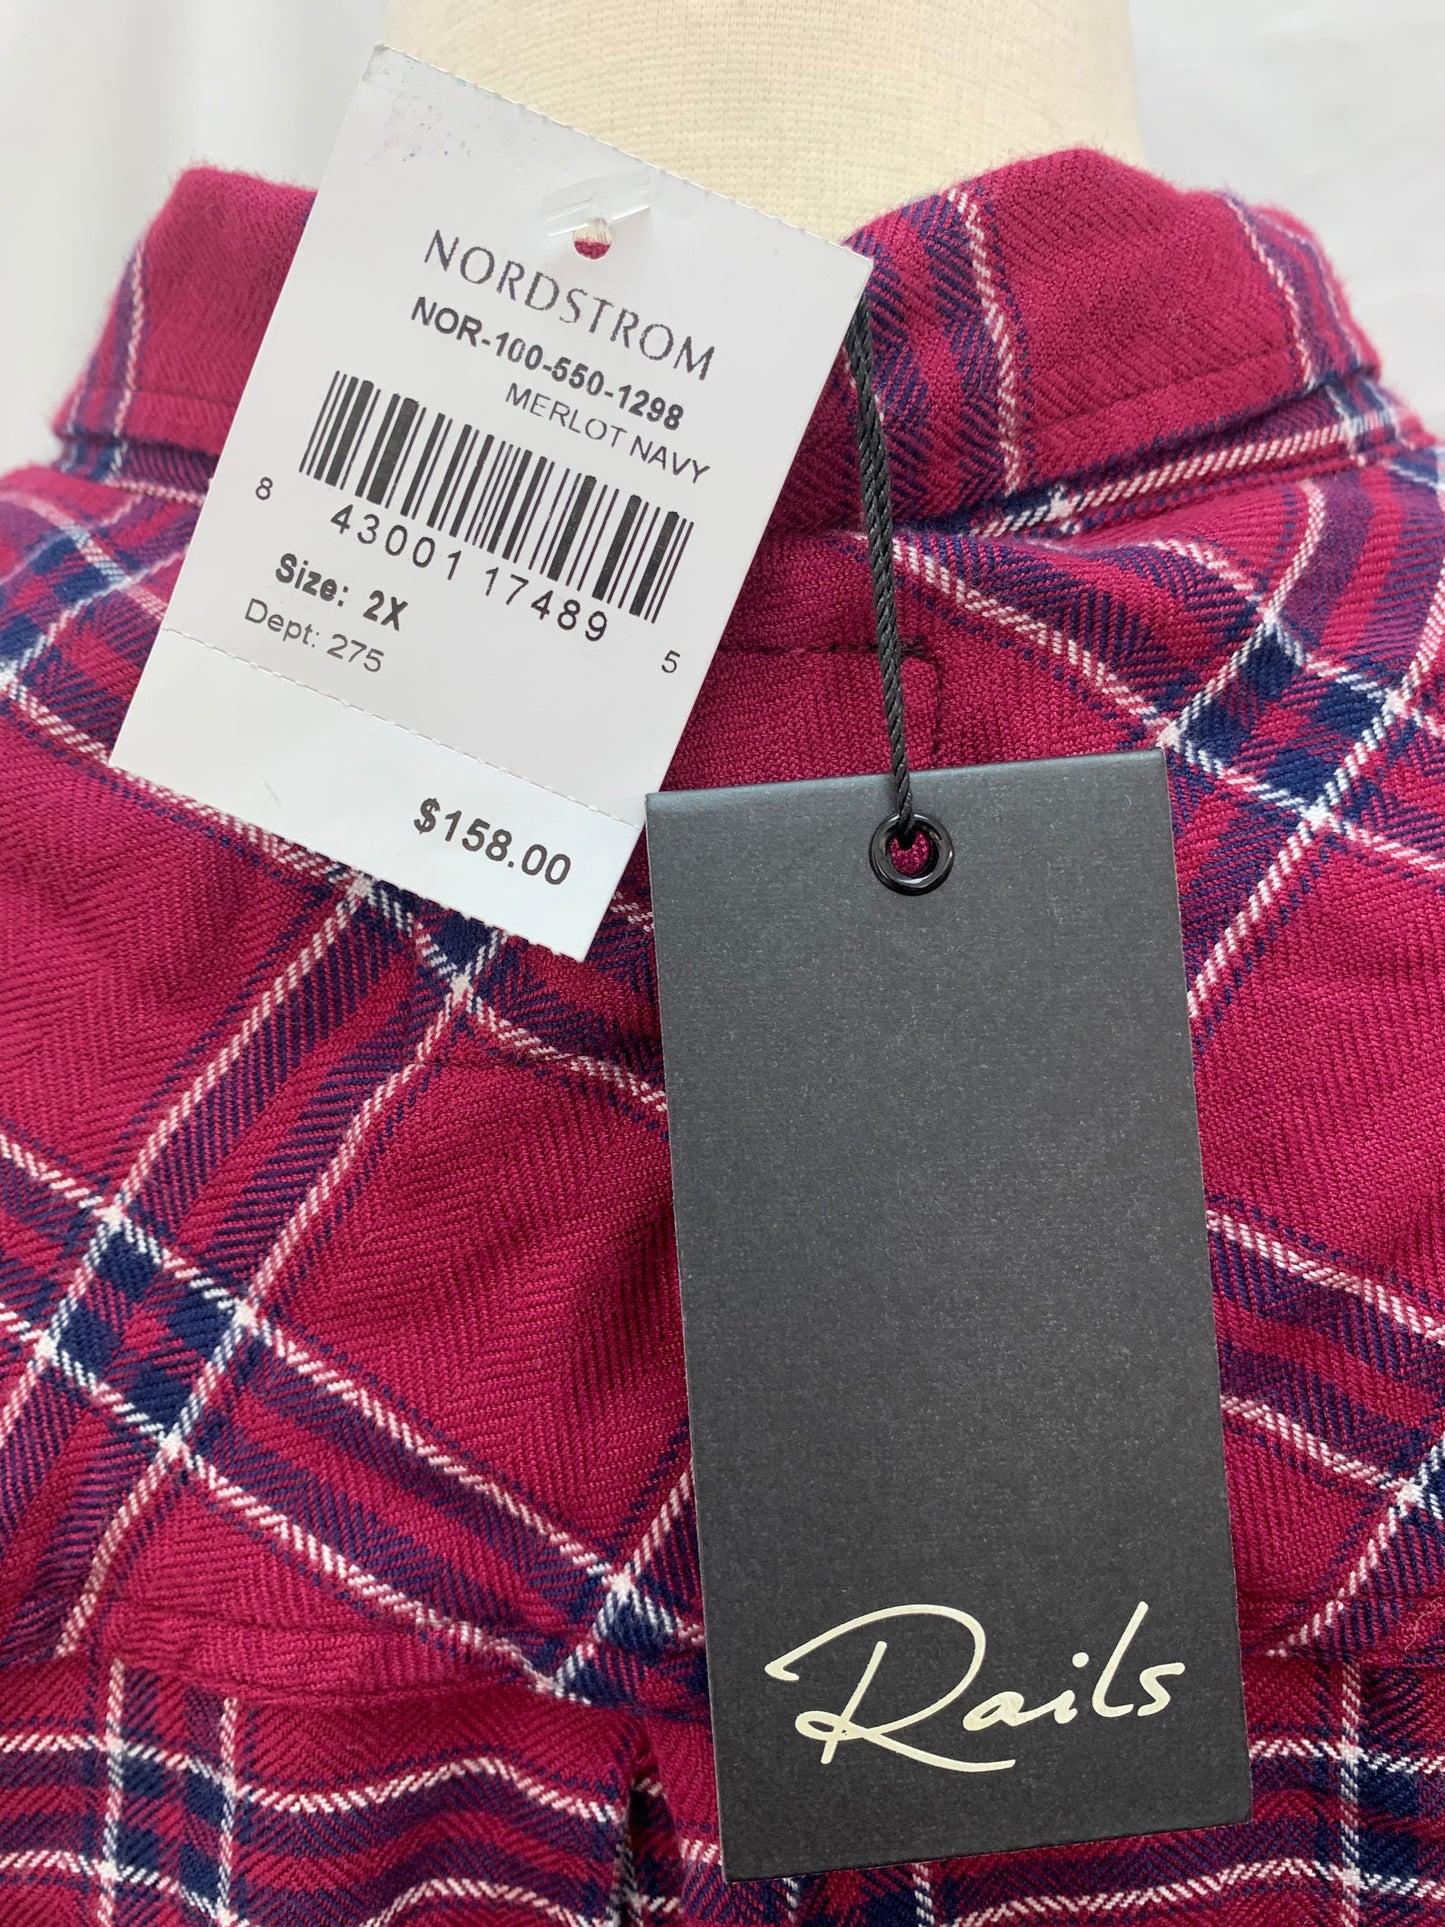 NORDSTROM
NOR-100-550-1298
MERLOT NAVY
8 43001 17489 5
Size: 2X
Dept: 275
$158.00
Rails